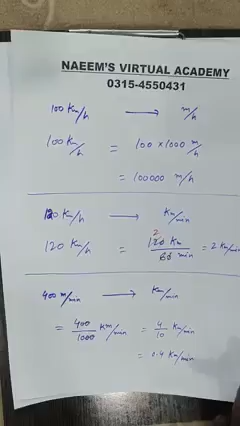 NAEEM'S VIRTUAL ACADEMY
0315-4550431
100 Km/h → m/h
100 Km/h = 100 × 1000 m/h
= 100000 m/h
120 Km/h → Km/min
120 Km/h = 2 120 Km / 60 min = 2 Km/min
400 m/min → Km/min
= 400/1000 Km/min = 4/10 Km/min
= 0.4 Km/min